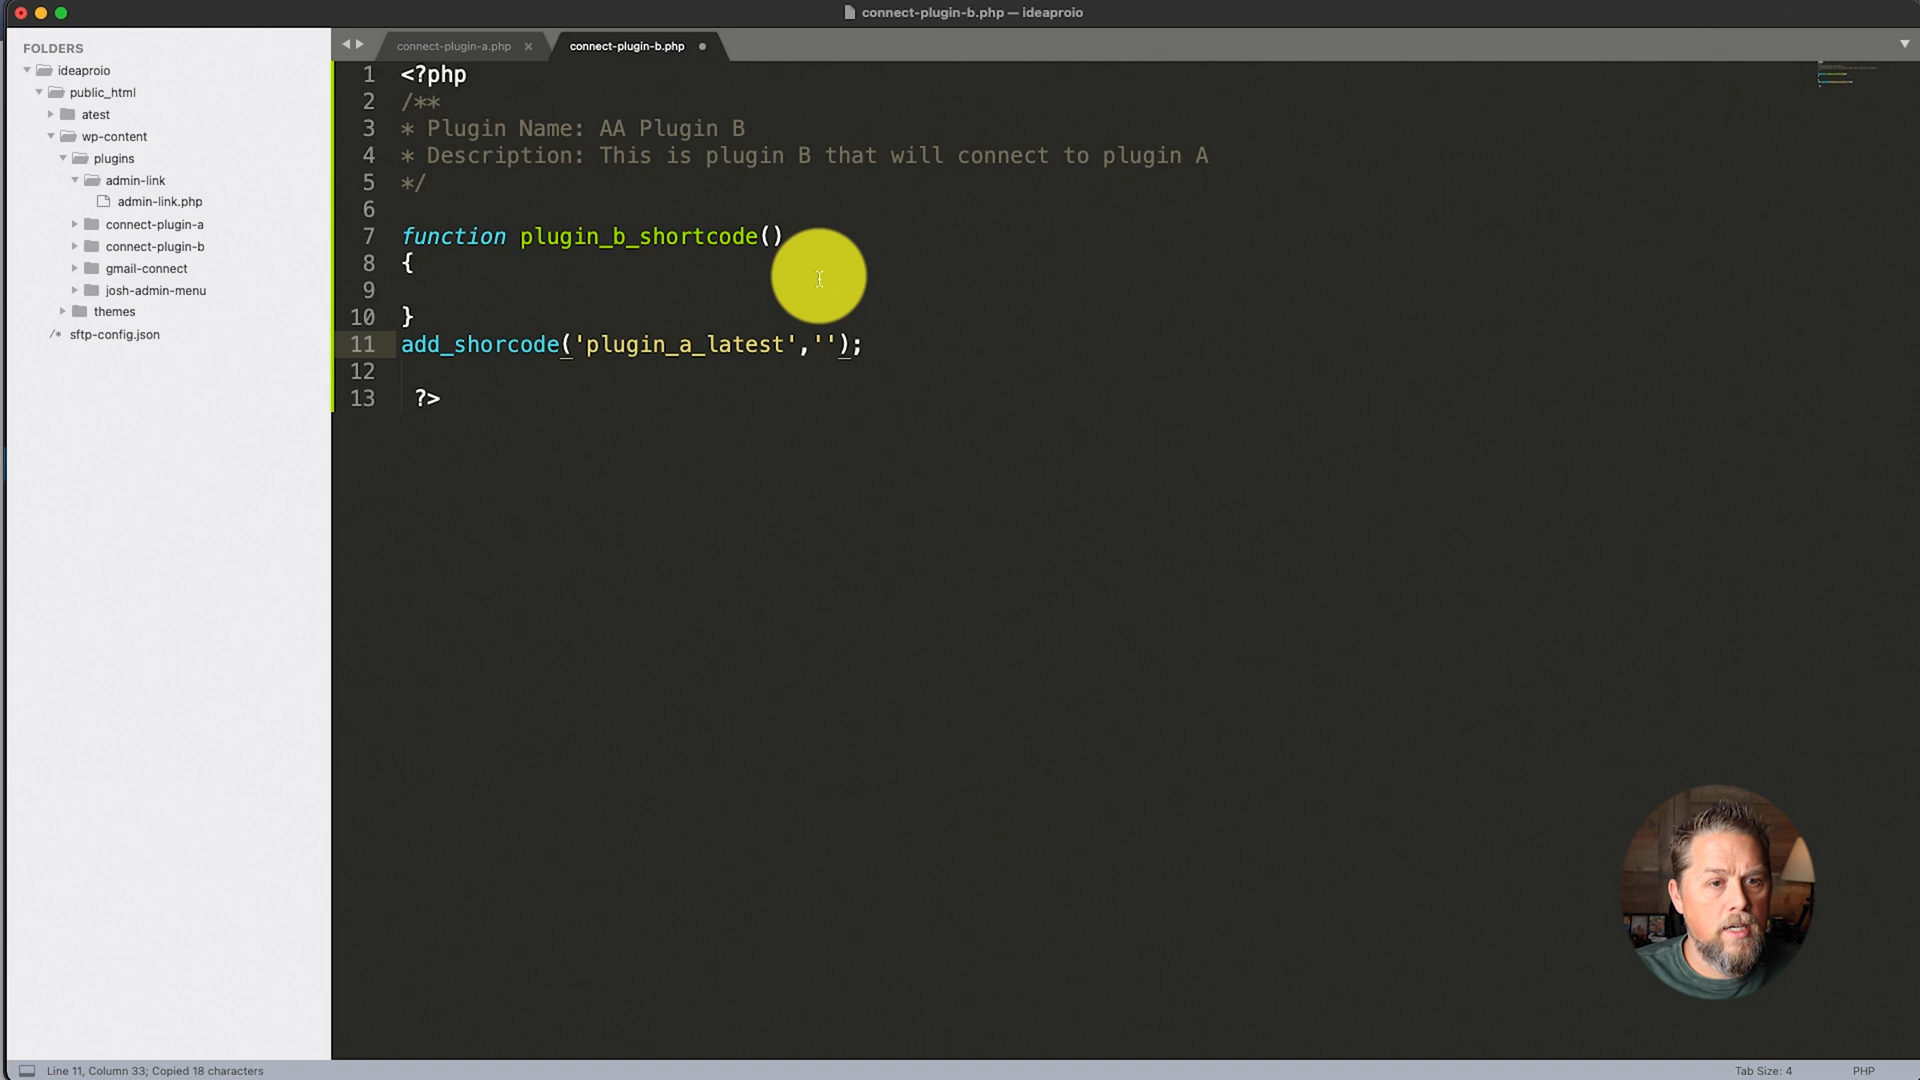 connect-plugin-b.php — ideaproio
FOLDERS
ideaproio
public_html
atest
wp-content
plugins
admin-link
admin-link.php
connect-plugin-a
connect-plugin-b
gmail-connect
josh-admin-menu
themes
/* sftp-config.json
connect-plugin-a.php ×
connect-plugin-b.php
1 <?php
2 /**
3 * Plugin Name: AA Plugin B
4 * Description: This is plugin B that will connect to plugin A
5 */
6
7 function plugin_b_shortcode()
8 {
9
10 }
11 add_shorcode('plugin_a_latest','');
12
13 ?>
Line 11, Column 33; Copied 18 characters
Tab Size: 4
PHP